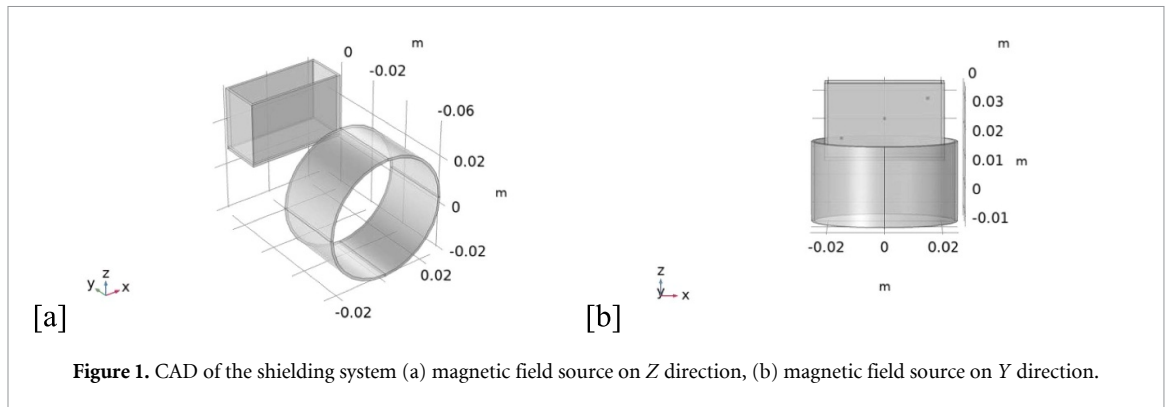 m
0
-0.02
-0.06
0.02
m
0
-0.02
0.02
-0.02
z
y x
[a]
m
0
0.03
0.02
0.01 m
0
-0.01
-0.02 0 0.02
m
z
y x
[b]
Figure 1. CAD of the shielding system (a) magnetic field source on Z direction, (b) magnetic field source on Y direction.